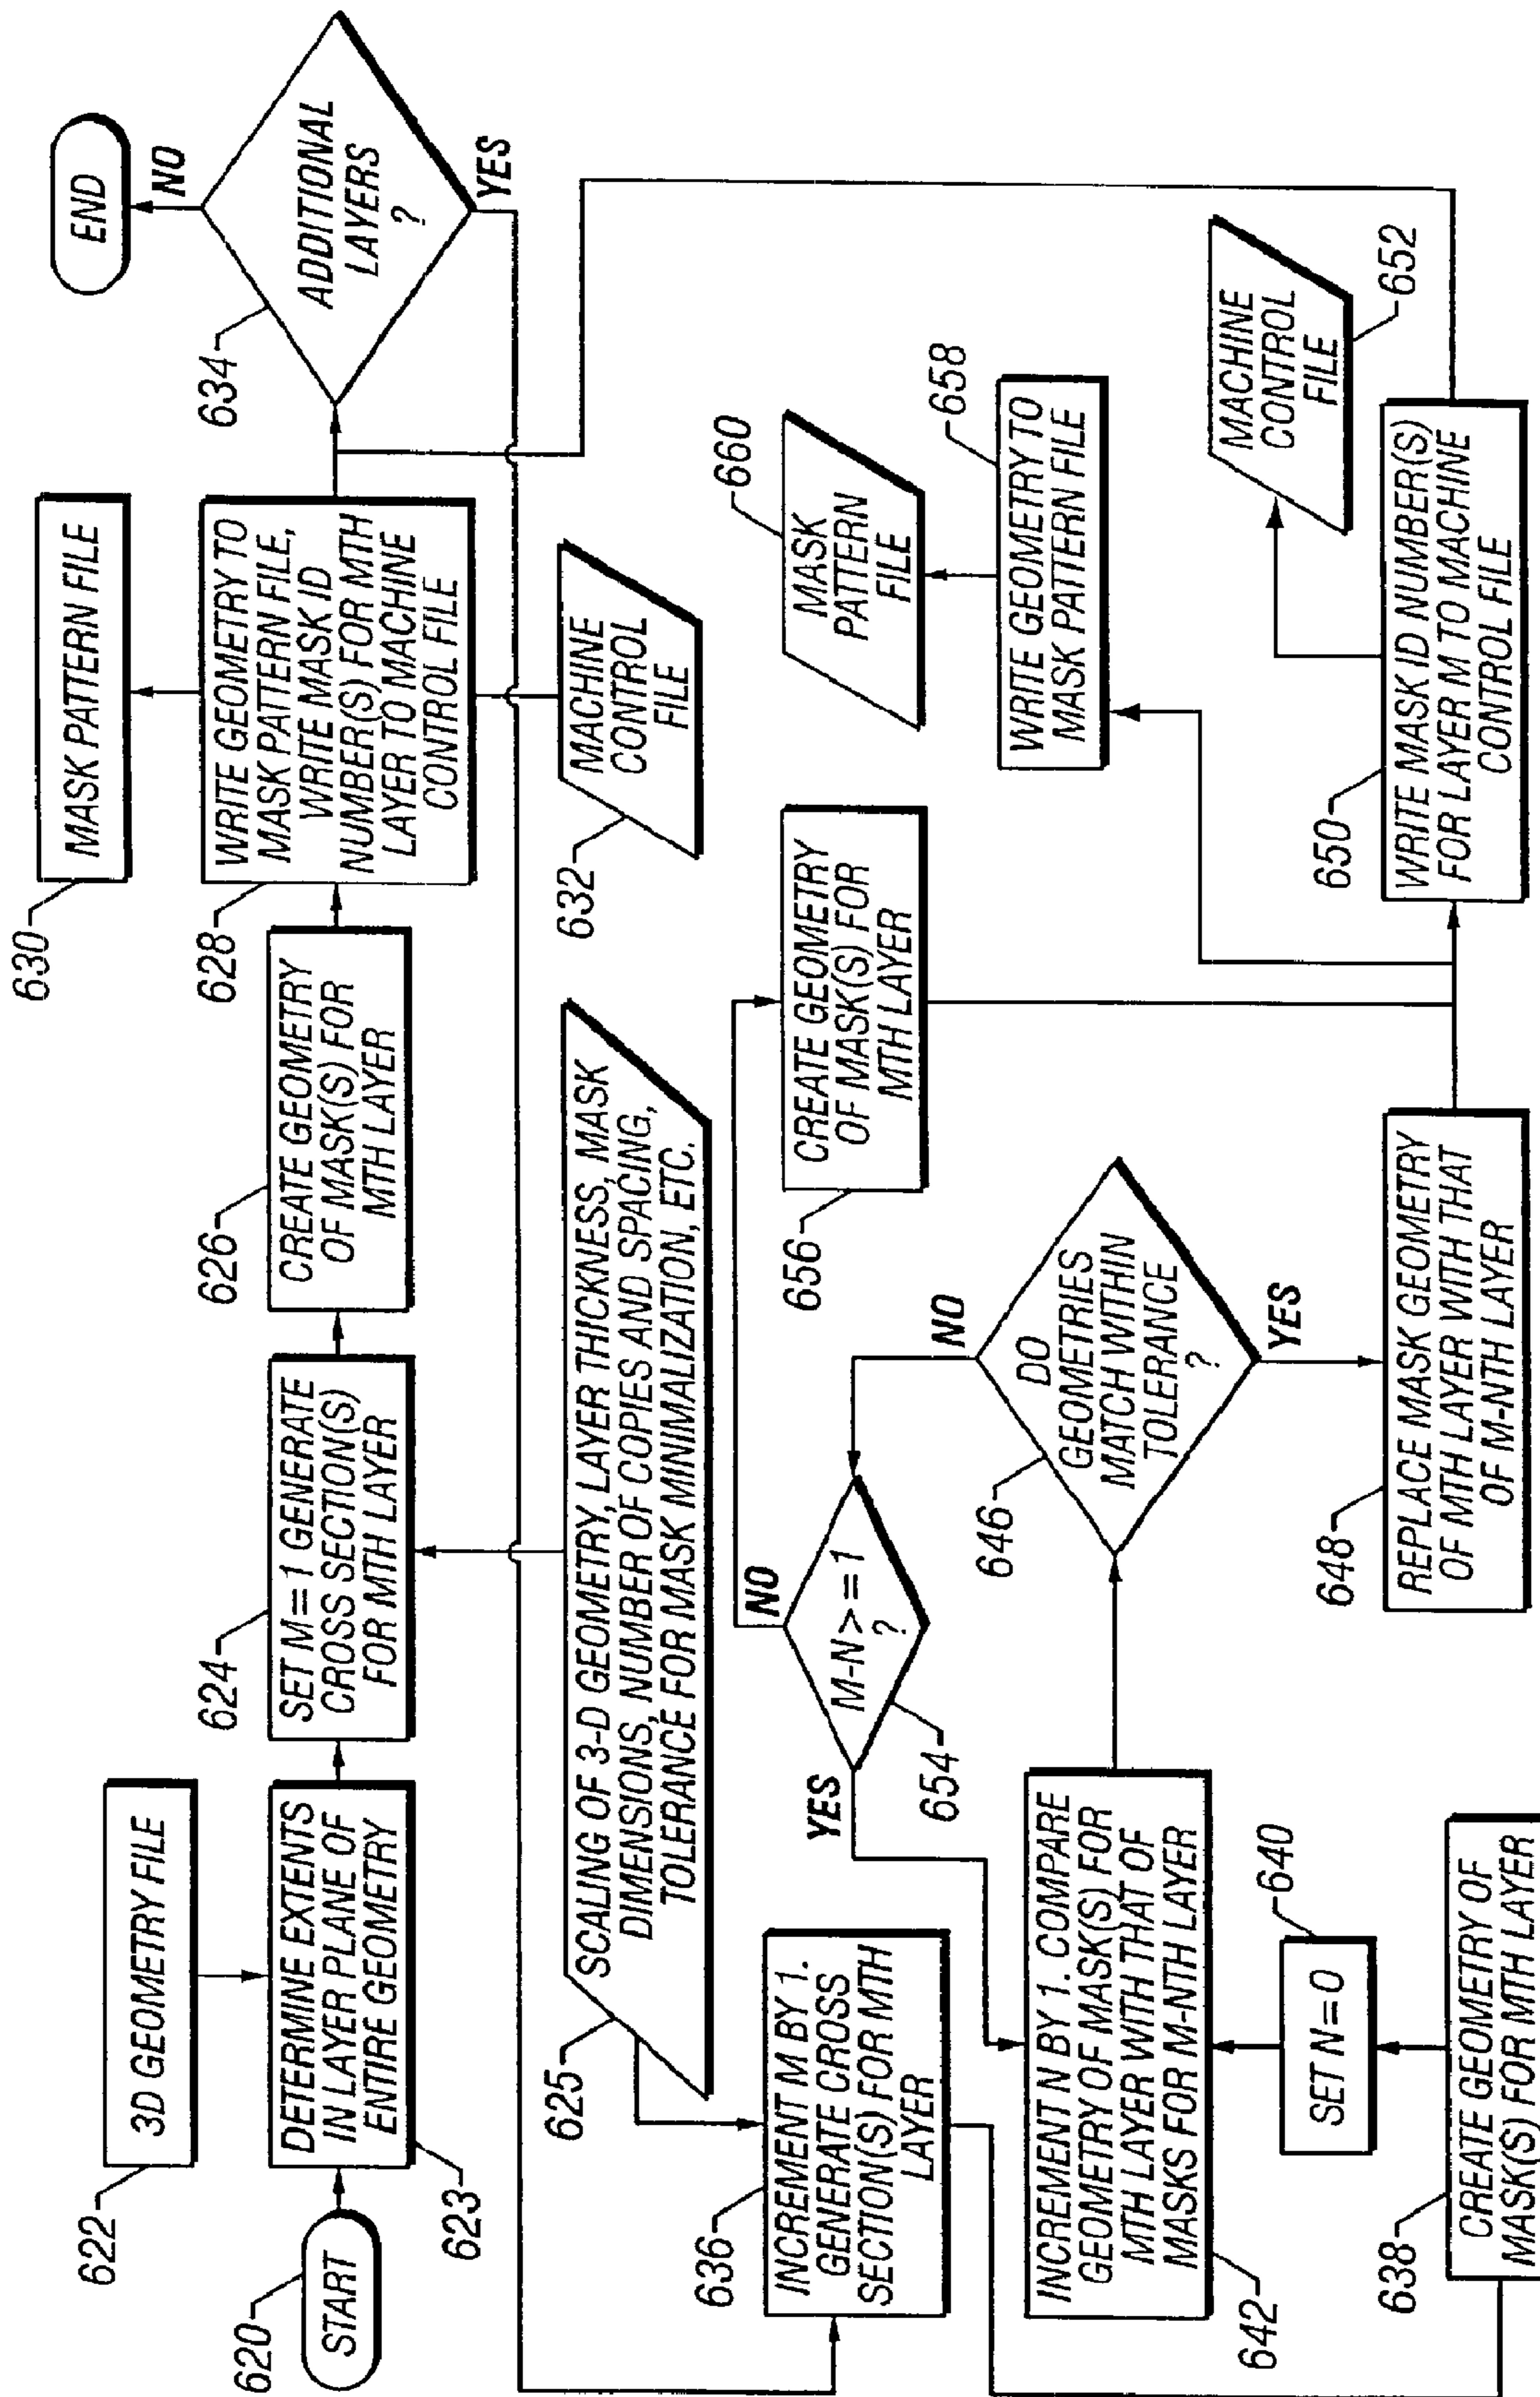 620
START
622
3D GEOMETRY FILE
623
DETERMINE EXTENTS
IN LAYER PLANE OF
ENTIRE GEOMETRY
624
SET M = 1 GENERATE
CROSS SECTION(S)
FOR MTH LAYER
625
SCALING OF 3-D GEOMETRY, LAYER THICKNESS, MASK
DIMENSIONS, NUMBER OF COPIES AND SPACING,
TOLERANCE FOR MASK MINIMALIZATION, ETC.
626
CREATE GEOMETRY
OF MASK(S) FOR
MTH LAYER
628
WRITE GEOMETRY TO
MASK PATTERN FILE,
WRITE MASK ID
NUMBER(S) FOR MTH
LAYER TO MACHINE
CONTROL FILE
630
MASK PATTERN FILE
632
MACHINE
CONTROL
FILE
634
ADDITIONAL
LAYERS
?
NO
END
YES
636
INCREMENT M BY 1.
GENERATE CROSS
SECTION(S) FOR MTH
LAYER
638
CREATE GEOMETRY OF
MASK(S) FOR MTH LAYER
640
SET N=0
642
INCREMENT N BY 1. COMPARE
GEOMETRY OF MASK(S) FOR
MTH LAYER WITH THAT OF
MASKS FOR M-NTH LAYER
646
DO
GEOMETRIES
MATCH WITHIN
TOLERANCE
?
NO
YES
654
M-N > = 1
?
YES
NO
656
CREATE GEOMETRY
OF MASK(S) FOR
MTH LAYER
648
REPLACE MASK GEOMETRY
OF MTH LAYER WITH THAT
OF M-NTH LAYER
650
WRITE MASK ID NUMBER(S)
FOR LAYER M TO MACHINE
CONTROL FILE
652
MACHINE
CONTROL
FILE
658
WRITE GEOMETRY TO
MASK PATTERN FILE
660
MASK
PATTERN
FILE